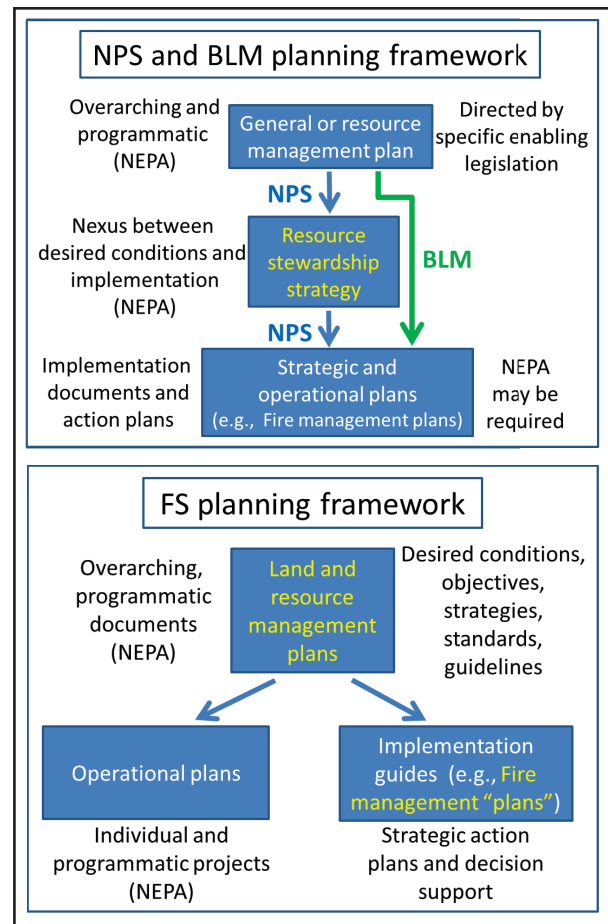 NPS and BLM planning framework
Overarching and
programmatic
(NEPA)
General or resource
management plan
Directed by
specific enabling
legislation
NPS
BLM
Nexus between
desired conditions and
implementation
(NEPA)
Resource
stewardship
strategy
NPS
Implementation
documents and
action plans
Strategic and
operational plans
(e.g., Fire management plans)
NEPA
may be
required
FS planning framework
Overarching,
programmatic
documents
(NEPA)
Land and
resource
management
plans
Desired conditions,
objectives,
strategies,
standards,
guidelines
Operational plans
Individual and
programmatic projects
(NEPA)
Implementation
guides (e.g., Fire
management “plans”)
Strategic action
plans and decision
support